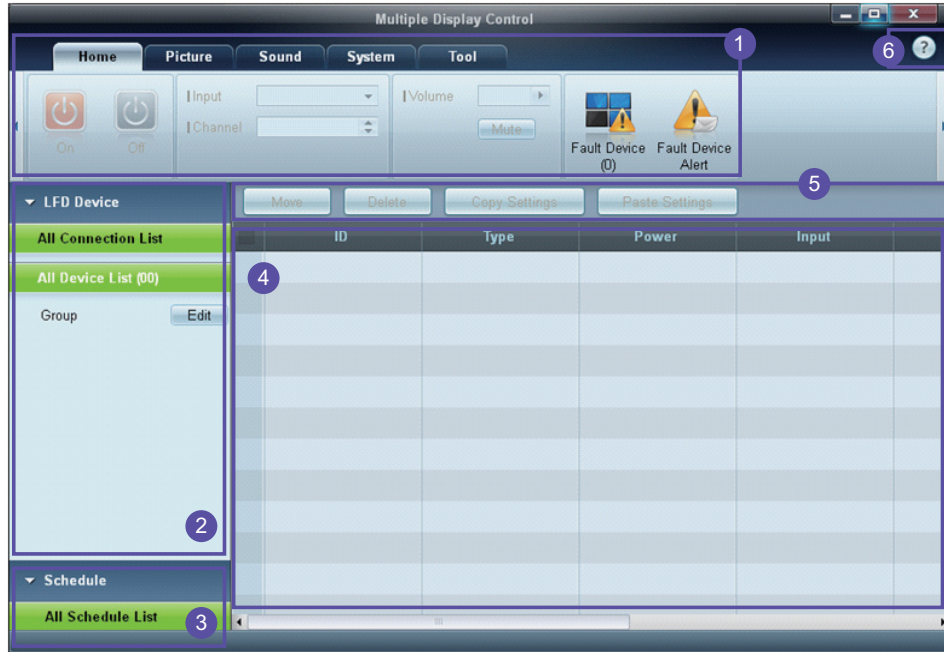 Multiple Display Control
Home Picture Sound System Tool
1
6 ?
Input
Channel
Volume
Mute
On Off
Fault Device (0)
Fault Device Alert
5
LFD Device
Move Delete Copy Settings Paste Settings
All Connection List
ID Type Power Input
All Device List (00)
4
Group Edit
2
Schedule
All Schedule List
3